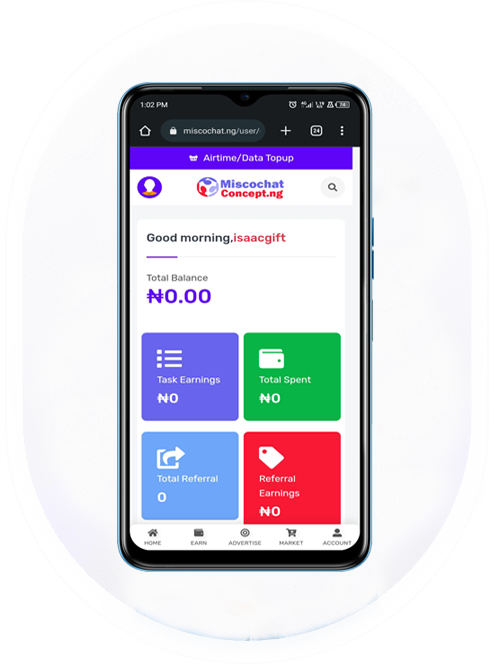 1:02 PM
miscochat.ng/user/
24
Airtime/Data Topup
Miscochat
Concept.ng
Good morning,isaacgift
Total Balance
₦0.00
Task Earnings
₦0
Total Spent
₦0
Total Referral
0
Referral
Earnings
₦0
HOME
EARN
ADVERTISE
MARKET
ACCOUNT